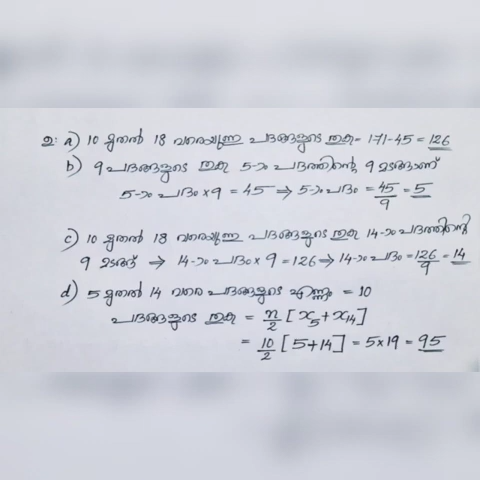 2. a) 10 മുതൽ 18 വരെയുള്ള പദങ്ങളുടെ തുക = 171-45 = 126
b) 9 പദങ്ങളുടെ തുക 5-ാം പദത്തിന്റെ 9 മടങ്ങാണ്
5-ാം പദം × 9 = 45 ⇒ 5-ാം പദം = 45/9 = 5
c) 10 മുതൽ 18 വരെയുള്ള പദങ്ങളുടെ തുക 14-ാം പദത്തിന്റെ
9 മടങ്ങ് ⇒ 14-ാം പദം × 9 = 126 ⇒ 14-ാം പദം = 126/9 = 14
d) 5 മുതൽ 14 വരെ പദങ്ങളുടെ എണ്ണം = 10
പദങ്ങളുടെ തുക = n/2 [x₅ + x₁₄]
= 10/2 [5+14] = 5×19 = 95